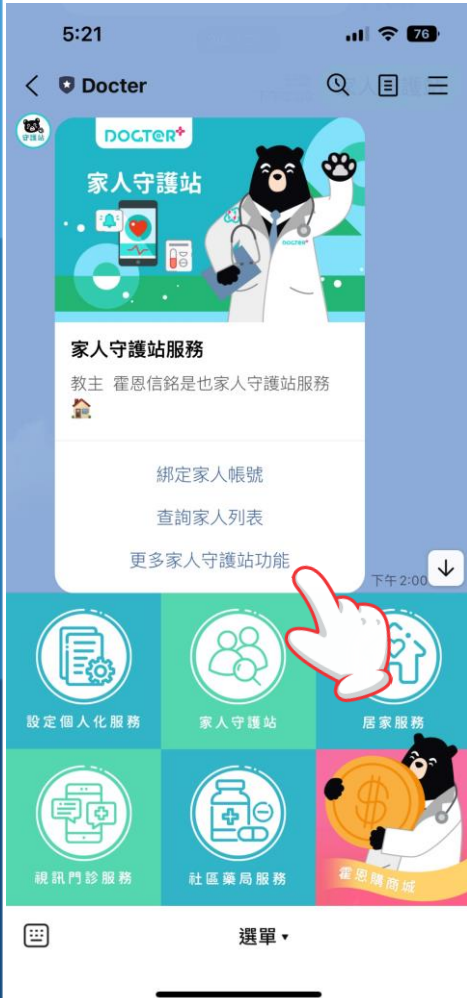 5:21
76
Docter
守護站
DOCT@R+
家人守護站
DOCTER+
家人守護站服務
教主 霍恩信銘是也家人守護站服務
綁定家人帳號
查詢家人列表
更多家人守護站功能
下午2:00
設定個人化服務
家人守護站
居家服務
視訊門診服務
社區藥局服務
霍恩購商城
選單